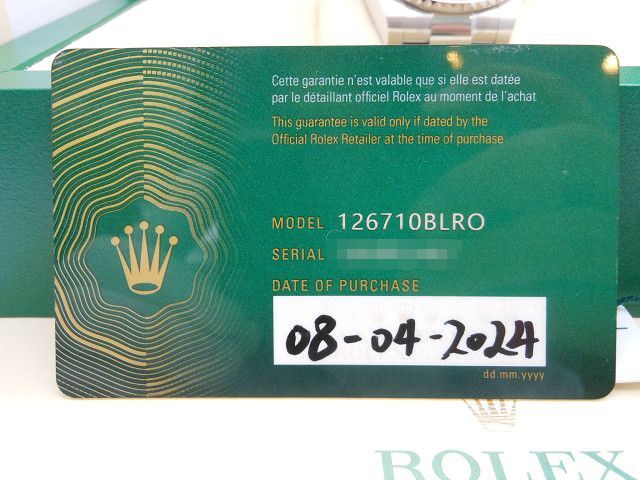 Cette garantie n'est valable que si elle est datée
par le détaillant officiel Rolex au moment de l'achat
This guarantee is valid only if dated by the
Official Rolex Retailer at the time of purchase
MODEL 126710BLRO
SERIAL
DATE OF PURCHASE
08-04-2024
dd.mm.yyyy
ROLEX